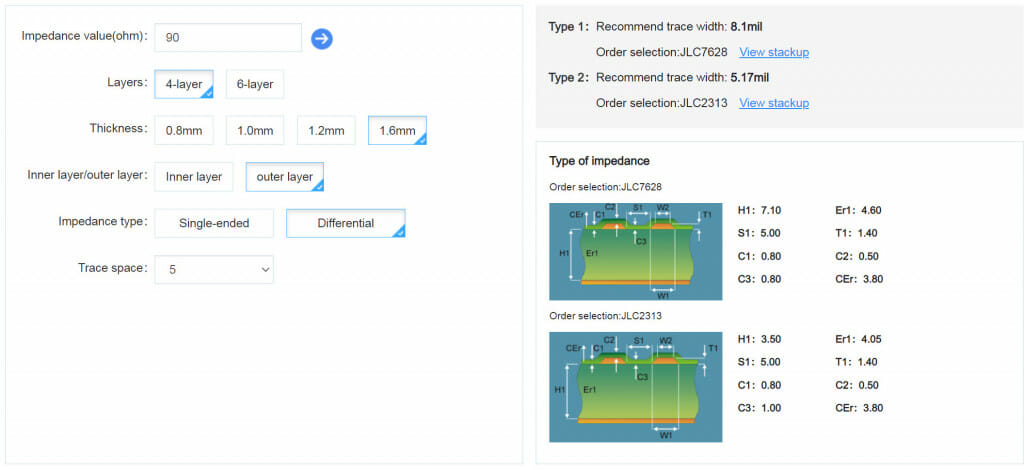 Impedance value(ohm): 90
Layers: 4-layer 6-layer
Thickness: 0.8mm 1.0mm 1.2mm 1.6mm
Inner layer/outer layer: Inner layer outer layer
Impedance type: Single-ended Differential
Trace space: 5
Type 1: Recommend trace width: 8.1mil
Order selection:JLC7628 View stackup
Type 2: Recommend trace width: 5.17mil
Order selection:JLC2313 View stackup
Type of impedance
Order selection:JLC7628
C2 S1 W2
CEr C1 T1
C3
H1 Er1
W1
H1: 7.10 Er1: 4.60
S1: 5.00 T1: 1.40
C1: 0.80 C2: 0.50
C3: 0.80 CEr: 3.80
Order selection:JLC2313
C2 S1 W2
CEr C1 T1
C3
H1 Er1
W1
H1: 3.50 Er1: 4.05
S1: 5.00 T1: 1.40
C1: 0.80 C2: 0.50
C3: 1.00 CEr: 3.80